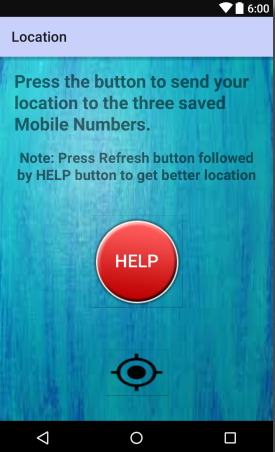 6:00
Location
Press the button to send your
location to the three saved
Mobile Numbers.
Note: Press Refresh button followed
by HELP button to get better location
HELP